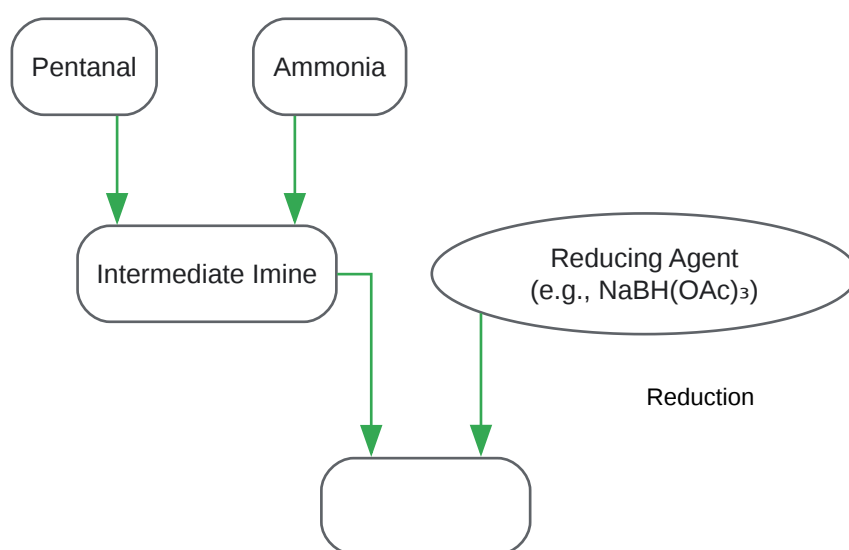 Pentanal
Ammonia
Intermediate Imine
Reducing Agent
(e.g., NaBH(OAc)₃)
Reduction